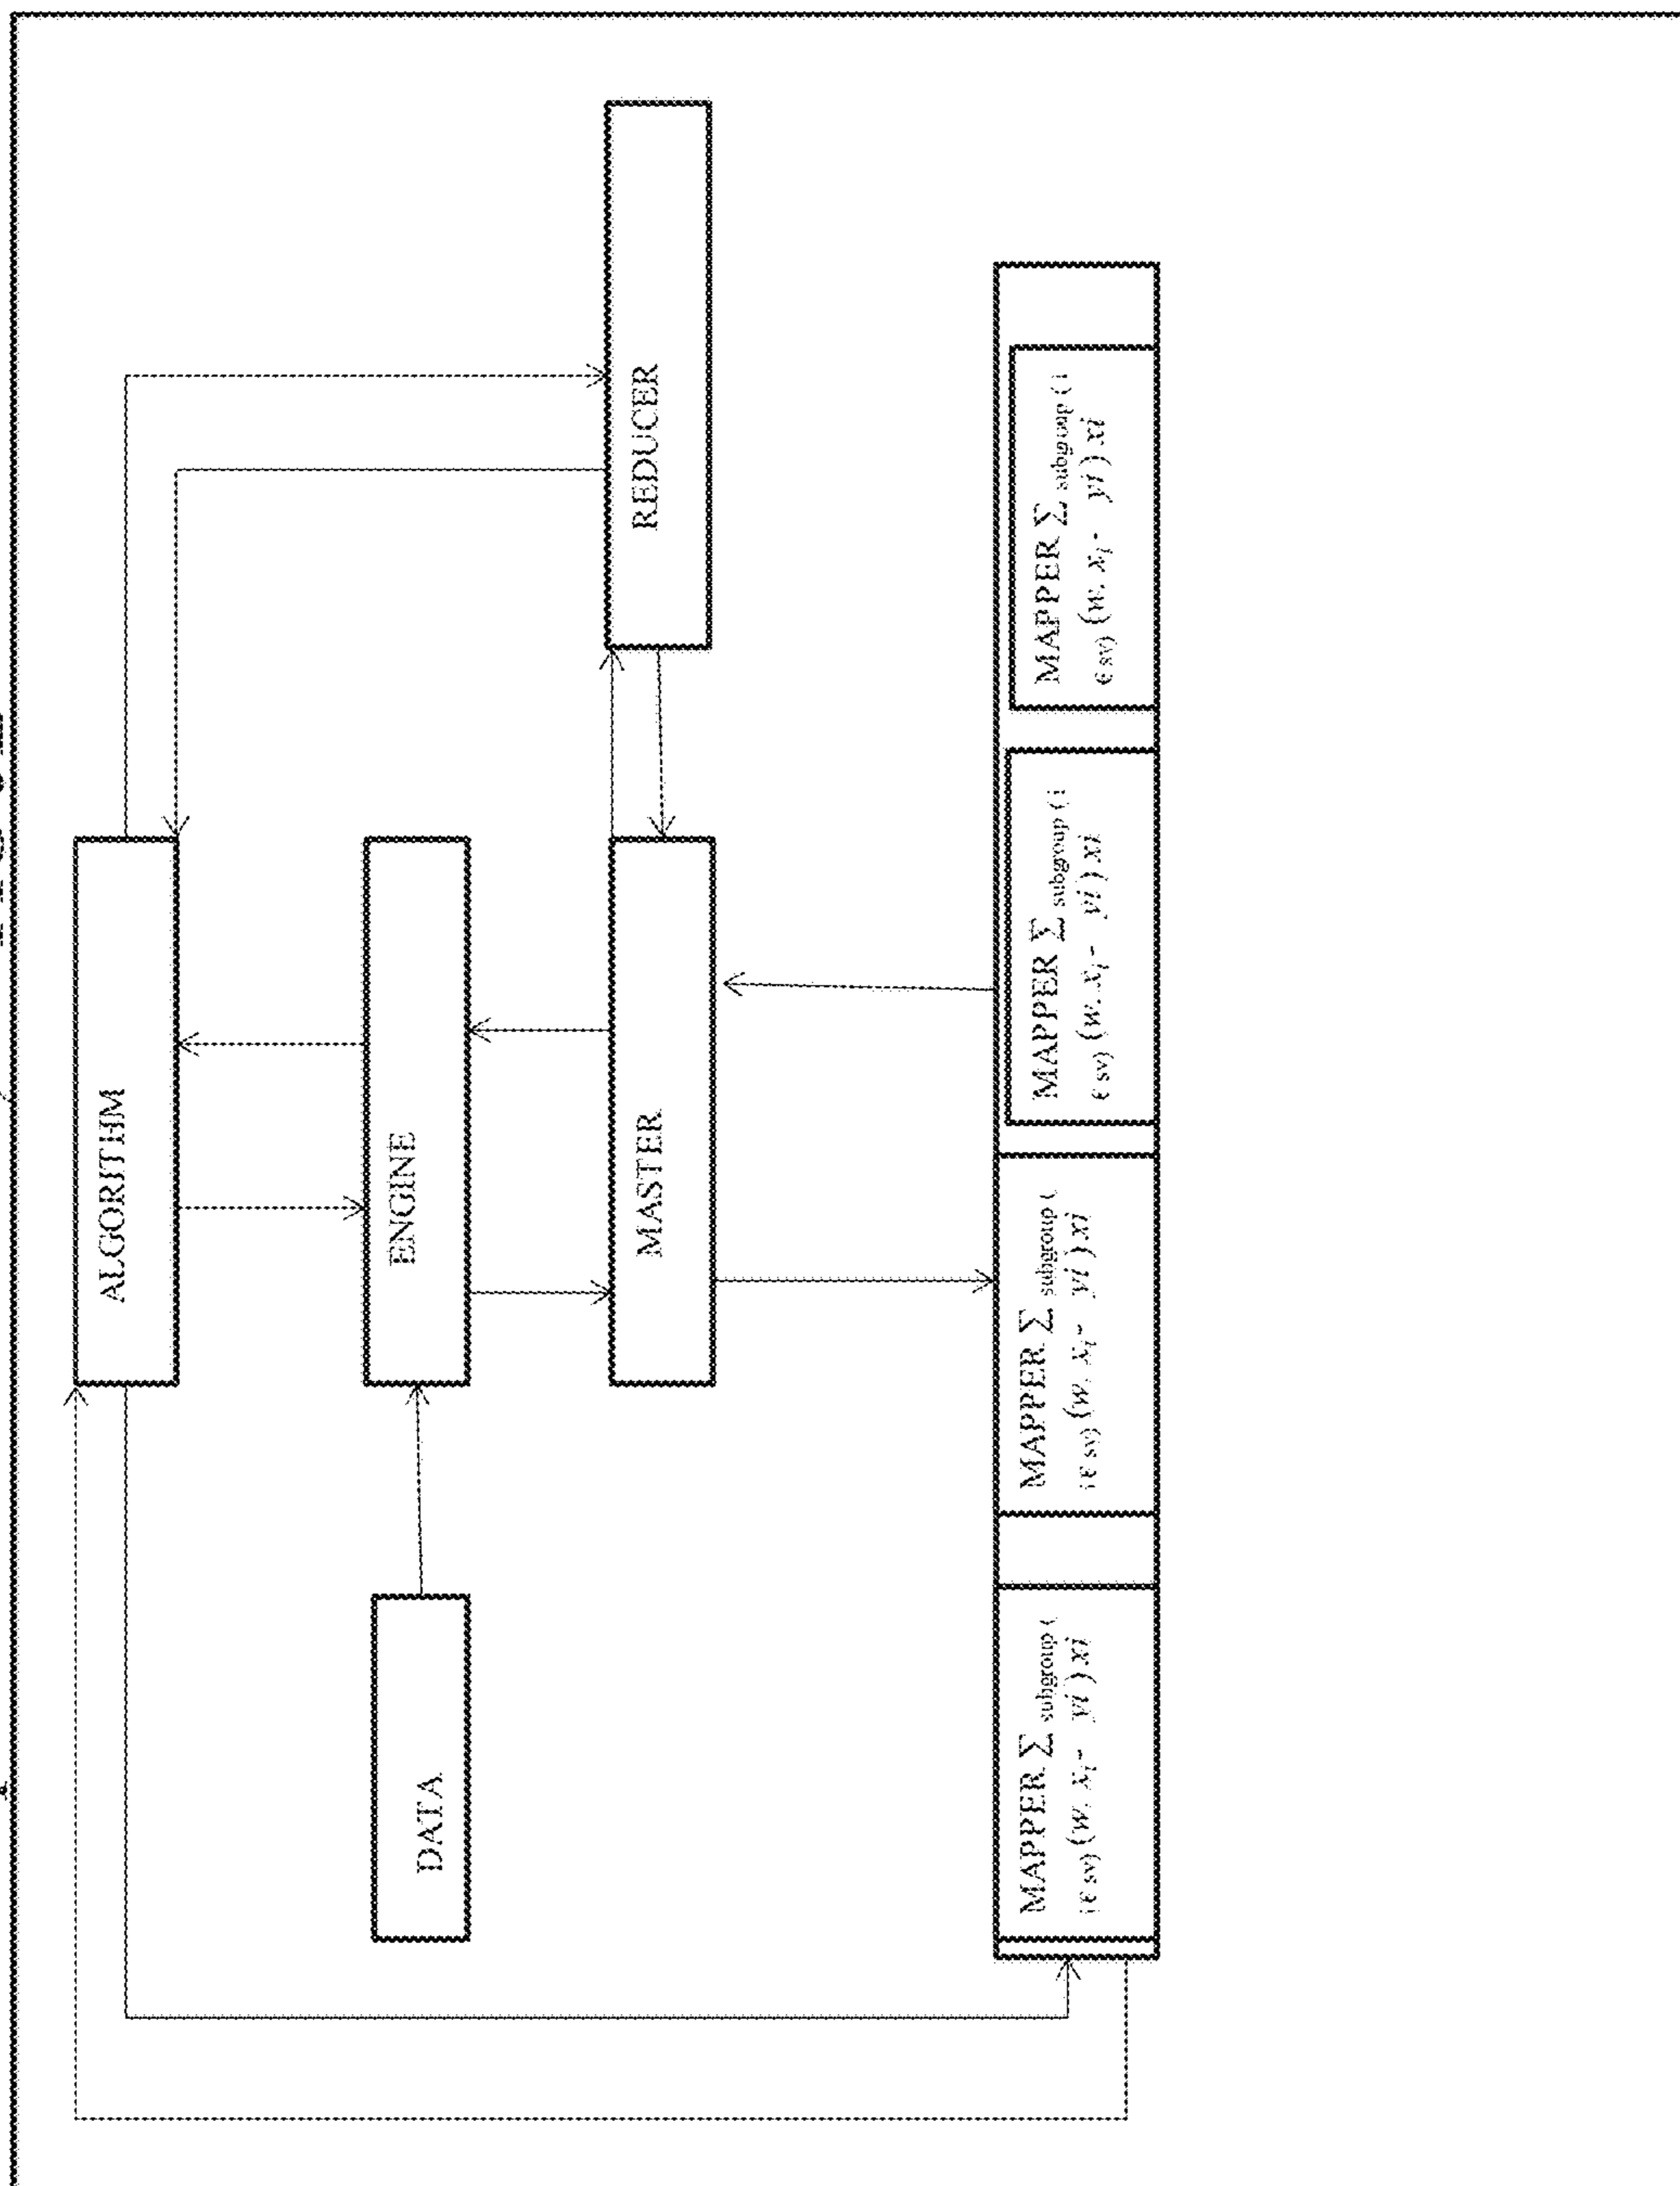 ALGORITHM
REDUCER
ENGINE
DATA
MASTER
MAPPER Σ subgroup (
i∈ sv) (w. xi - yi ) xi
MAPPER Σ subgroup (
i∈ sv) (w. xi - yi ) xi
MAPPER Σ subgroup (i
∈ sv) (w. xi - yi ) xi
MAPPER Σ subgroup (i
∈ sv) (w. xi - yi ) xi